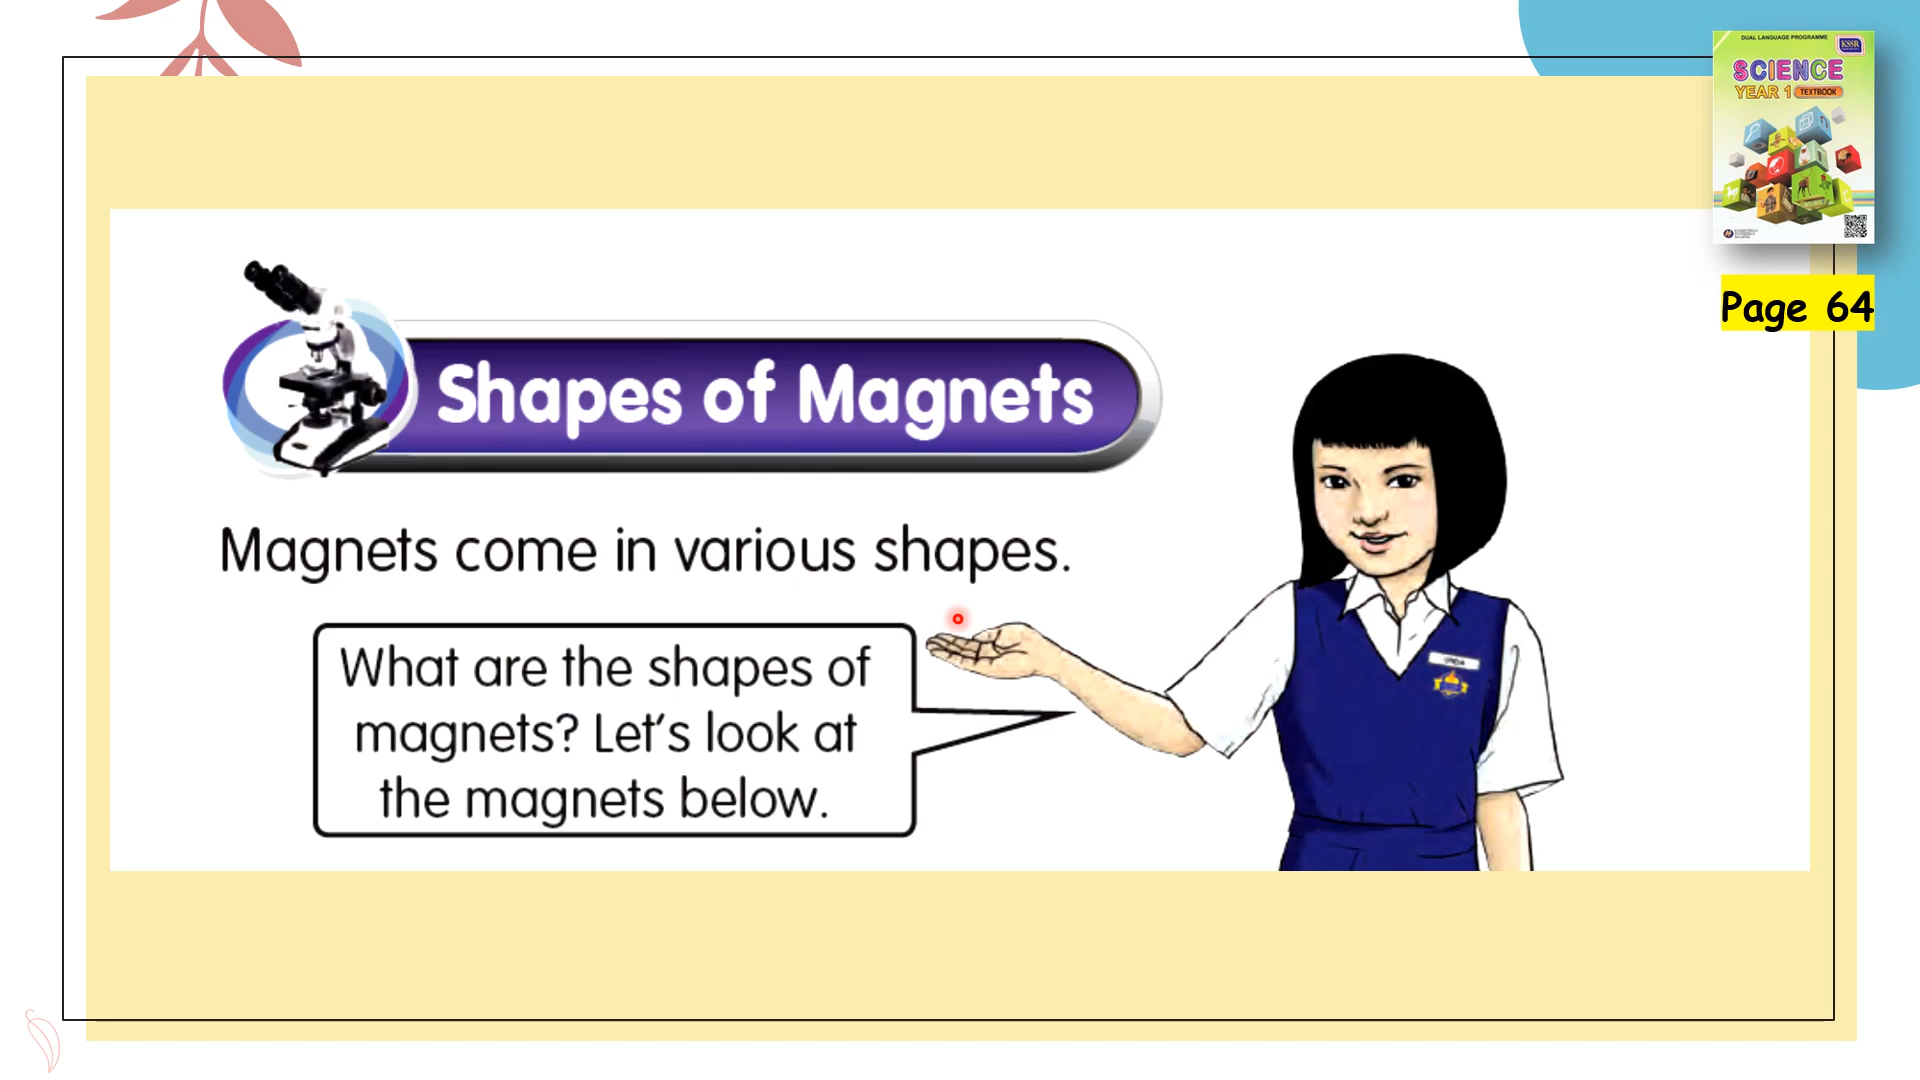 DUAL LANGUAGE PROGRAMME
KSSR
SCIENCE
YEAR 1 TEXTBOOK
Page 64
Shapes of Magnets
Magnets come in various shapes.
What are the shapes of
magnets? Let's look at
the magnets below.